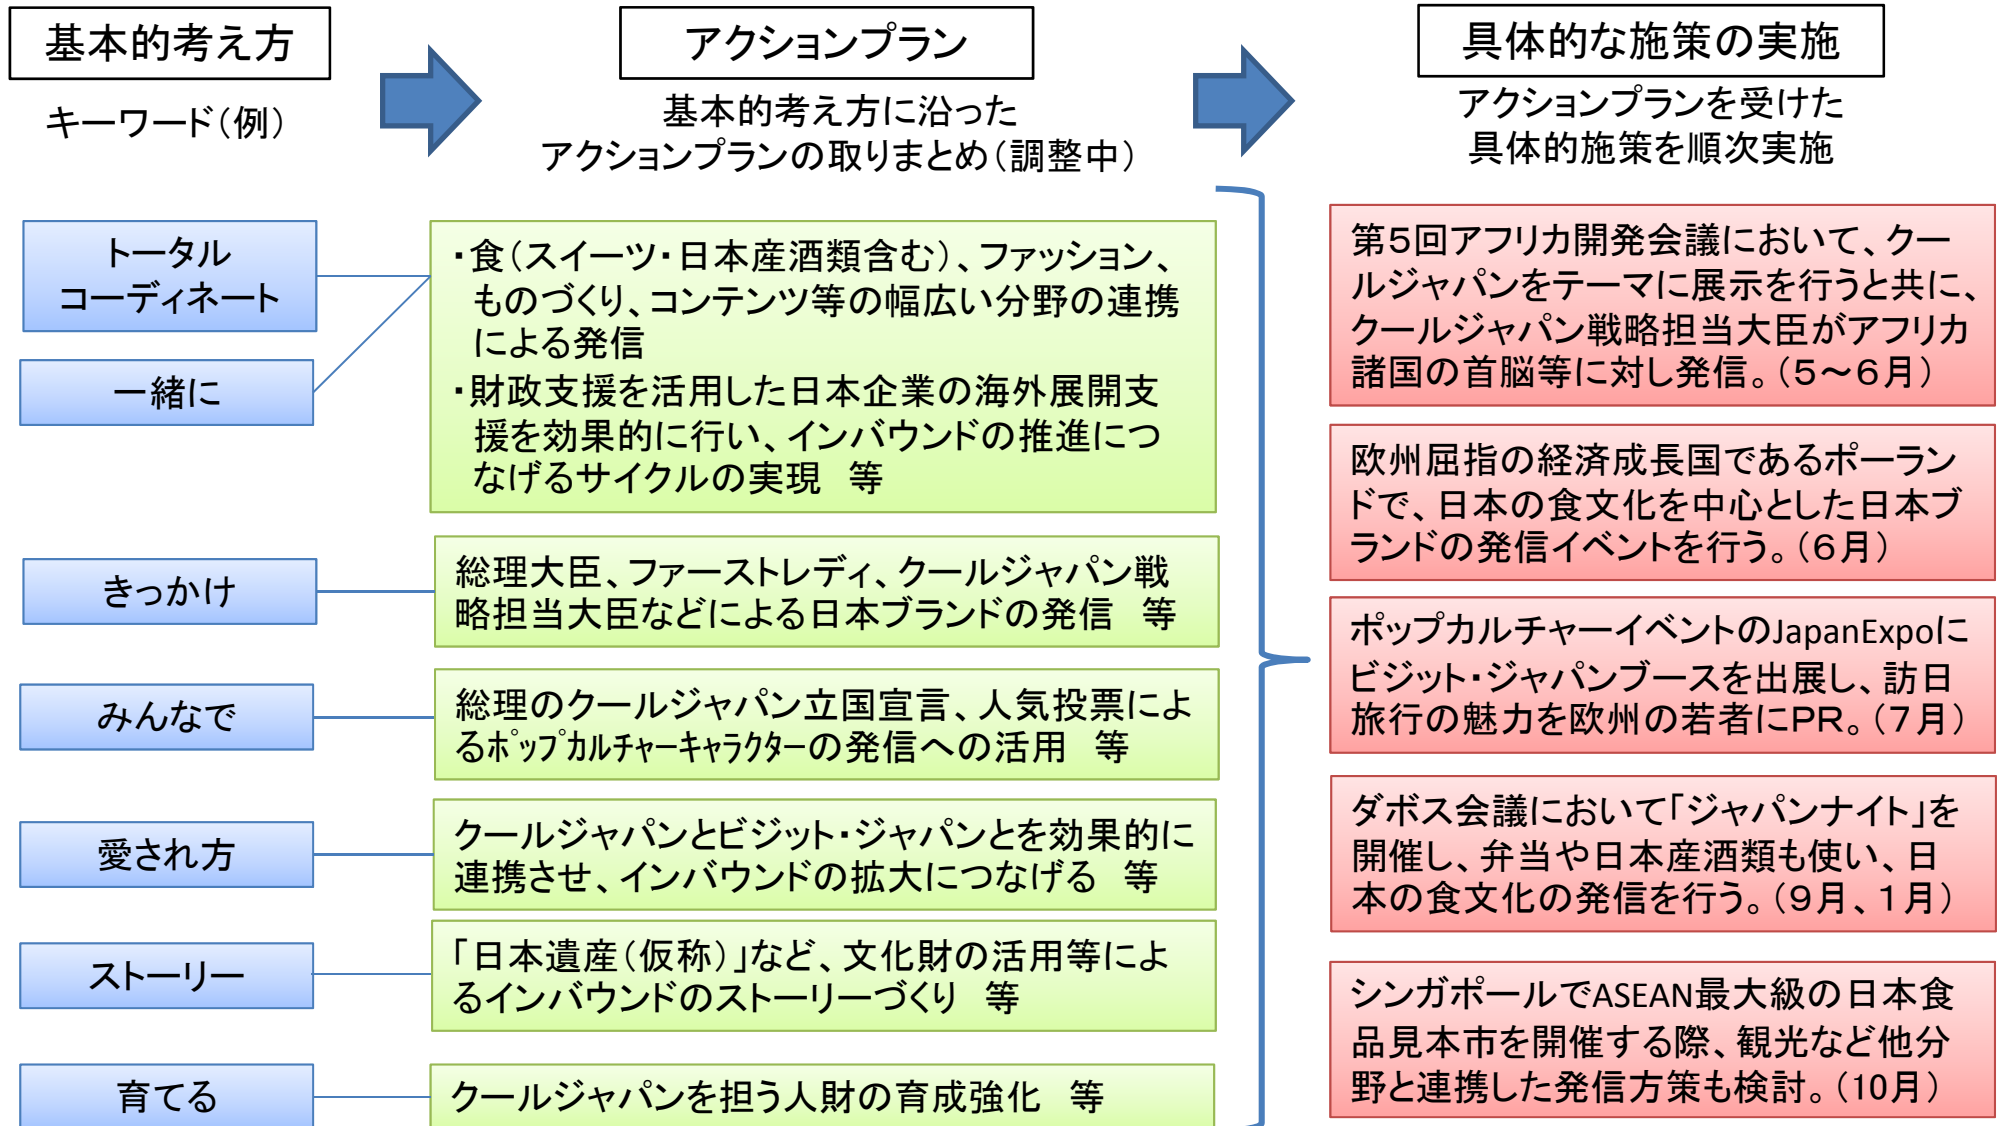 基本的考え方
キーワード（例）
アクションプラン
基本的考え方に沿った
アクションプランの取りまとめ（調整中）
具体的な施策の実施
アクションプランを受けた
具体的施策を順次実施
トータル
コーディネート
一緒に
・食（スイーツ・日本産酒類含む）、ファッション、
ものづくり、コンテンツ等の幅広い分野の連携
による発信
・財政支援を活用した日本企業の海外展開支
援を効果的に行い、インバウンドの推進につ
なげるサイクルの実現　等
きっかけ
総理大臣、ファーストレディ、クールジャパン戦
略担当大臣などによる日本ブランドの発信　等
みんなで
総理のクールジャパン立国宣言、人気投票によ
るﾎﾟｯﾌﾟｶﾙﾁｬｰｷｬﾗｸﾀｰの発信への活用　等
愛され方
クールジャパンとビジット・ジャパンとを効果的に
連携させ、インバウンドの拡大につなげる　等
ストーリー
「日本遺産（仮称）」など、文化財の活用等によ
るインバウンドのストーリーづくり　等
育てる
クールジャパンを担う人財の育成強化　等
第５回アフリカ開発会議において、クー
ルジャパンをテーマに展示を行うと共に、
クールジャパン戦略担当大臣がアフリカ
諸国の首脳等に対し発信。（５～６月）
欧州屈指の経済成長国であるポーラン
ドで、日本の食文化を中心とした日本ブ
ランドの発信イベントを行う。（６月）
ポップカルチャーイベントのJapanExpoに
ビジット・ジャパンブースを出展し、訪日
旅行の魅力を欧州の若者にＰＲ。（７月）
ダボス会議において「ジャパンナイト」を
開催し、弁当や日本産酒類も使い、日
本の食文化の発信を行う。（９月、１月）
シンガポールでASEAN最大級の日本食
品見本市を開催する際、観光など他分
野と連携した発信方策も検討。（10月）